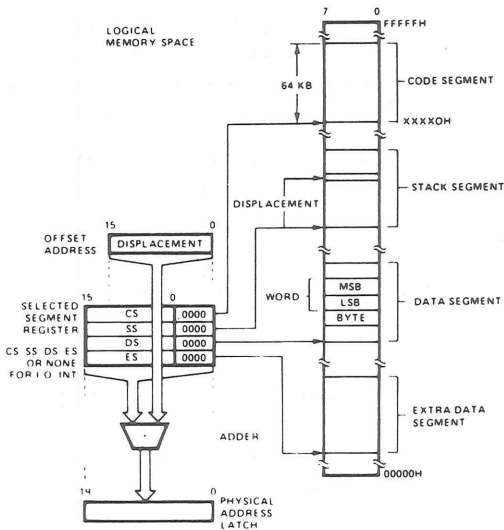 7 0
FFFFFH
LOGICAL
MEMORY SPACE
64 KB
CODE SEGMENT
XXXX0H
STACK SEGMENT
DISPLACEMENT
15 0
OFFSET
ADDRESS
DISPLACEMENT
WORD
MSB
LSB
BYTE
DATA SEGMENT
SELECTED
SEGMENT
REGISTER
15 0
CS 0000
SS 0000
DS 0000
ES 0000
CS SS DS ES
OR NONE
FOR I O INT
EXTRA DATA
SEGMENT
ADDER
00000H
14 0
PHYSICAL
ADDRESS
LATCH